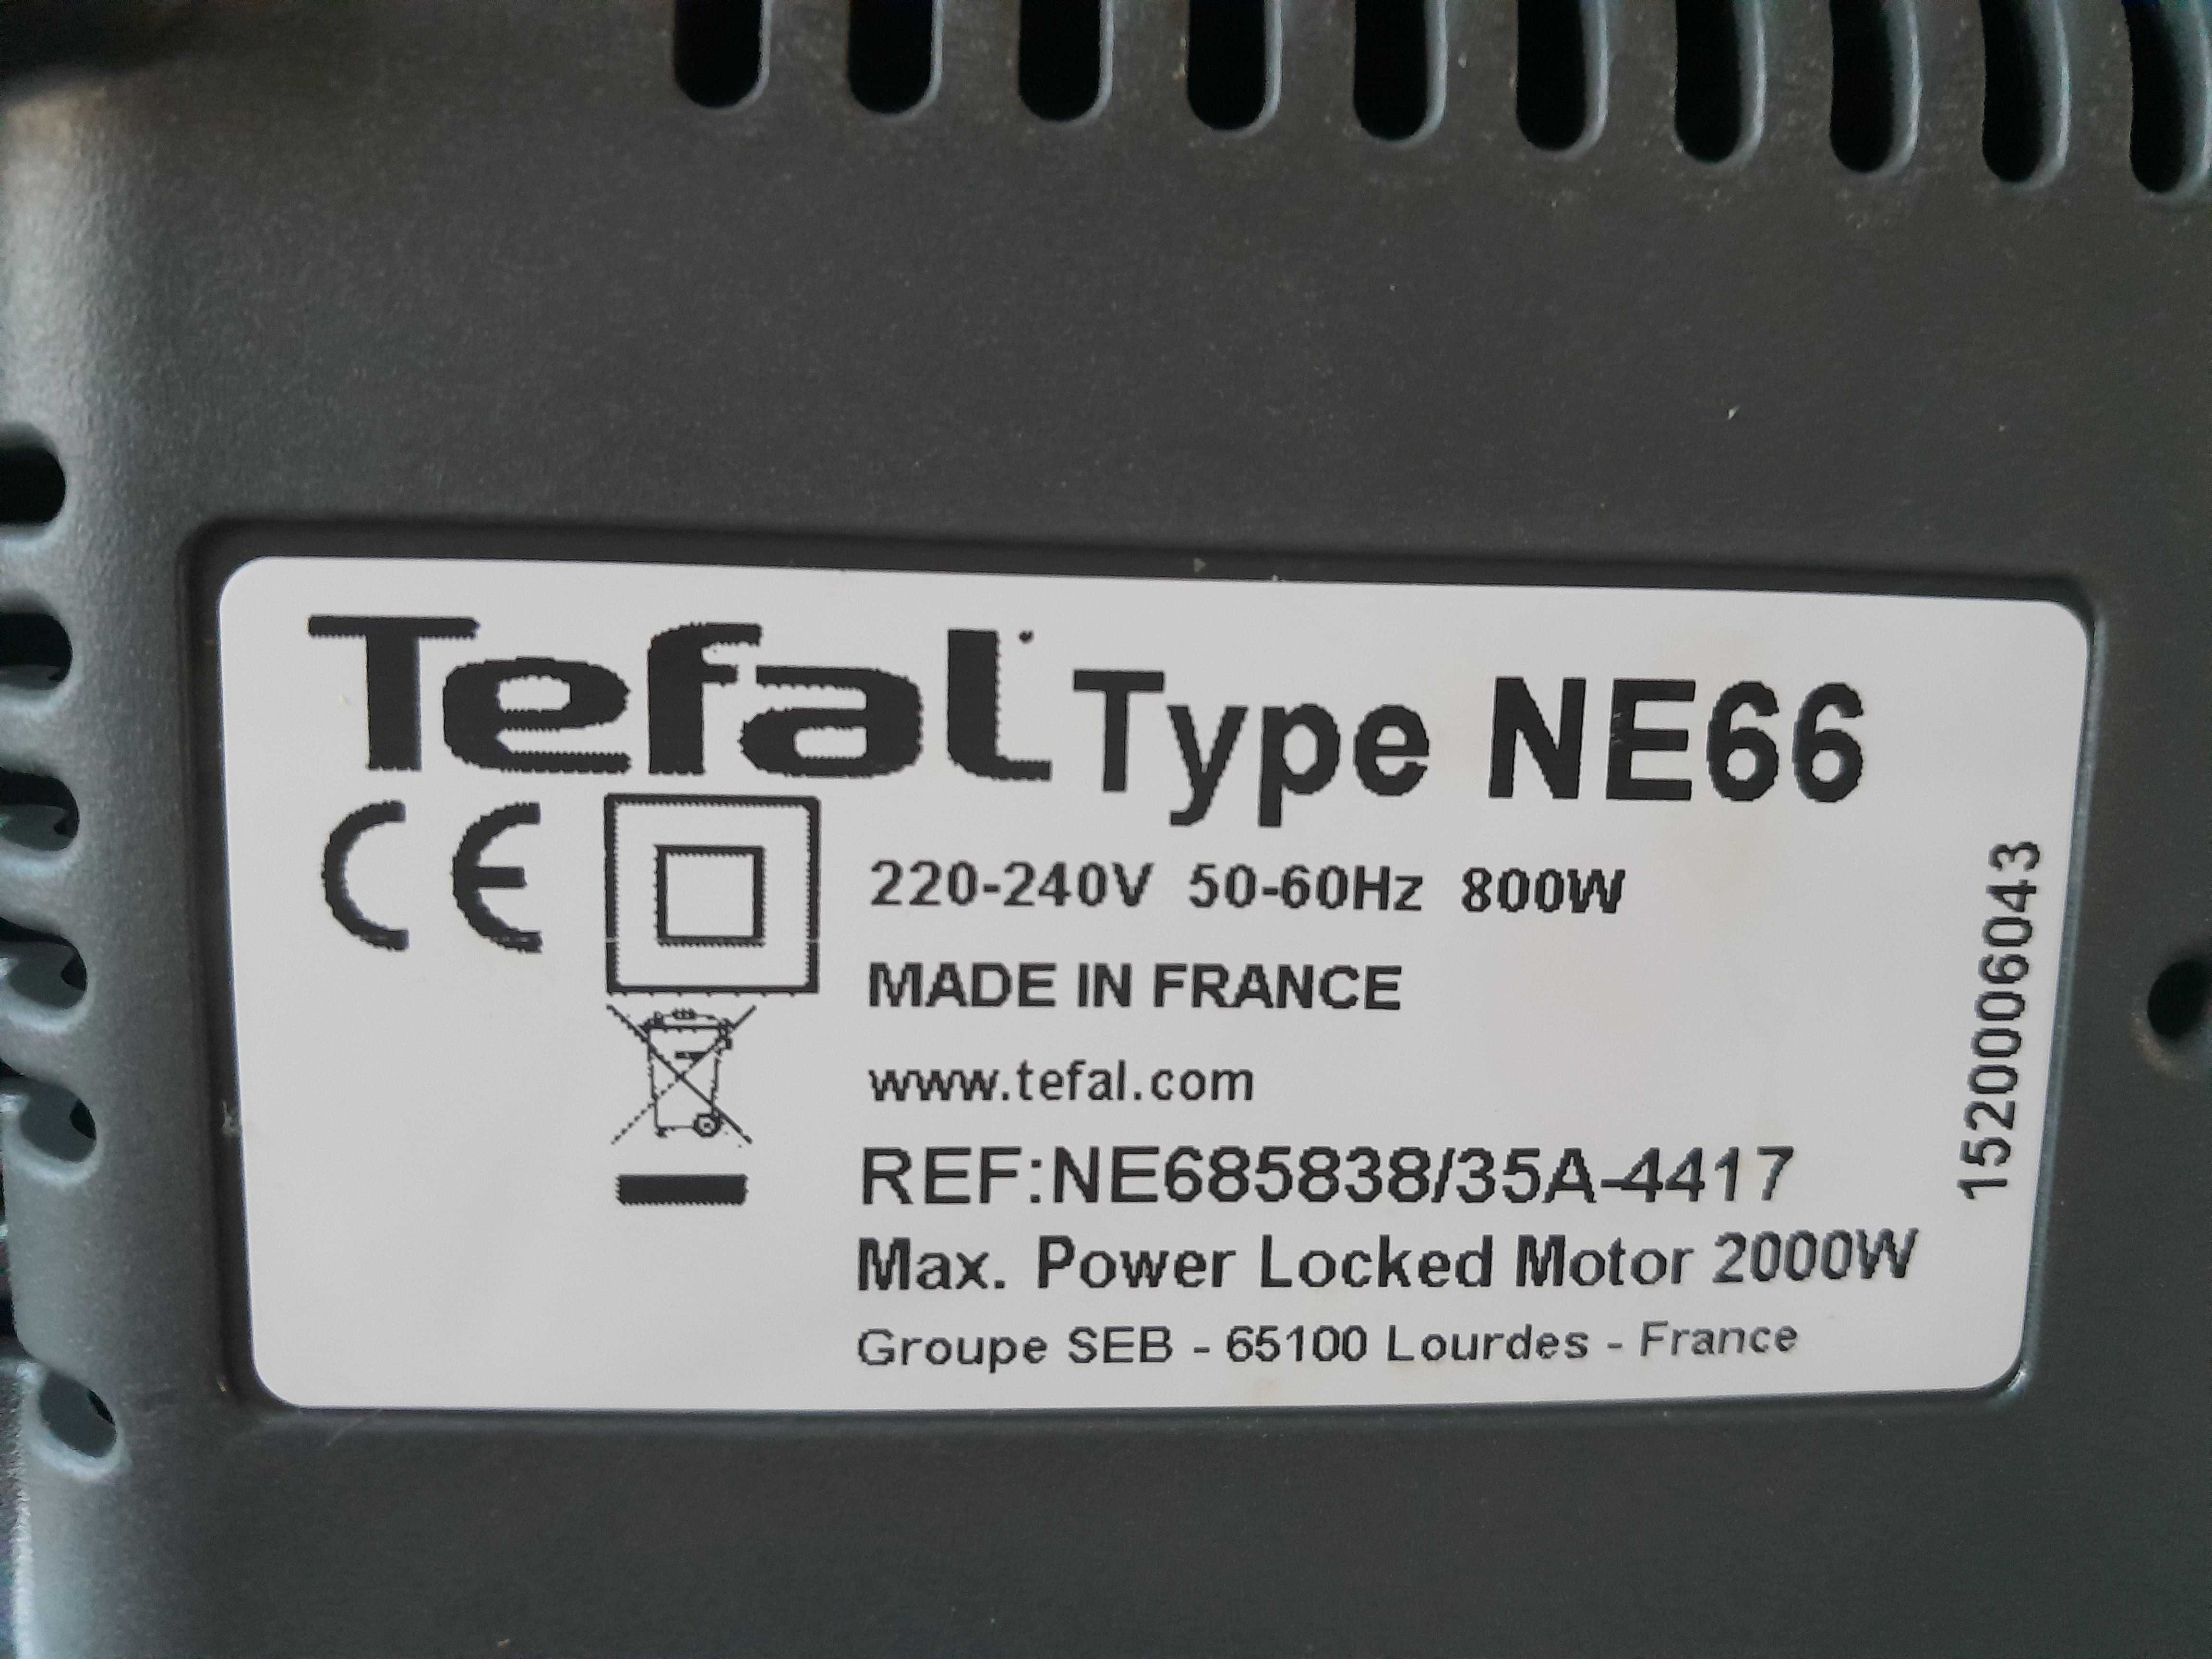 Tefal Type NE66
CE
220-240V 50-60Hz 800W
MADE IN FRANCE
www.tefal.com
REF:NE685838/35A-4417
Max. Power Locked Motor 2000W
Groupe SEB - 65100 Lourdes - France
1520006043